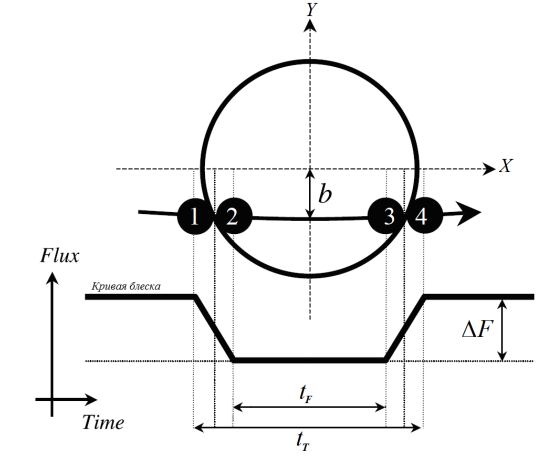 Y
X
b
1 2 3 4
Flux
Кривая блеска
ΔF
t_F
Time
t_T